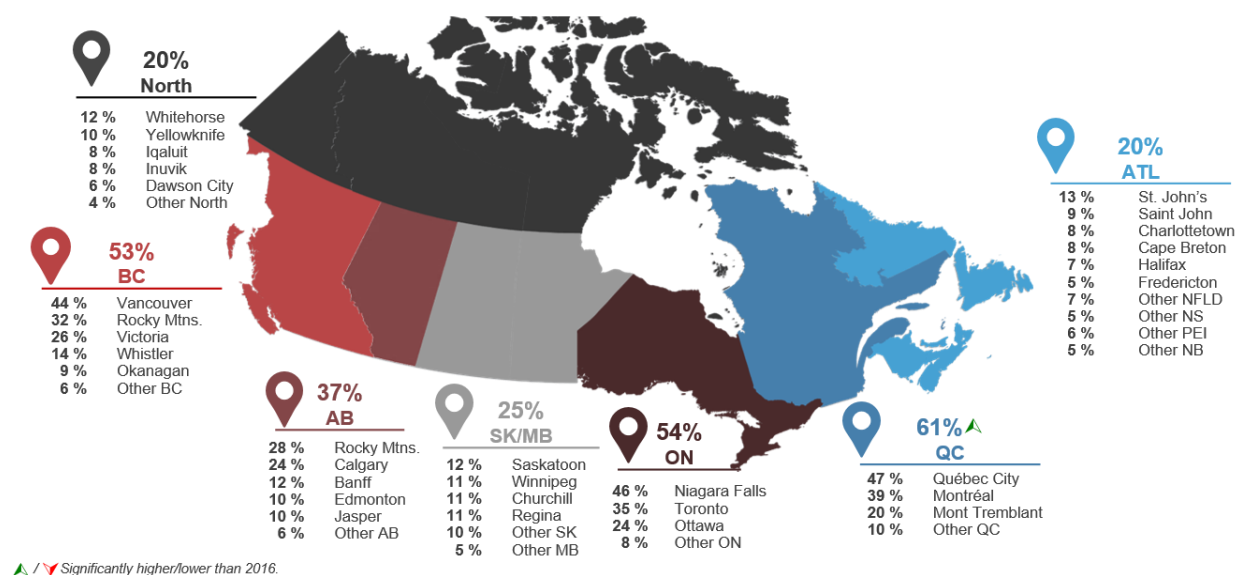 20%
North
12 % Whitehorse
10 % Yellowknife
8 % Iqaluit
8 % Inuvik
6 % Dawson City
4 % Other North
53%
BC
44 % Vancouver
32 % Rocky Mtns.
26 % Victoria
14 % Whistler
9 % Okanagan
6 % Other BC
37%
AB
28 % Rocky Mtns.
24 % Calgary
12 % Banff
10 % Edmonton
10 % Jasper
6 % Other AB
25%
SK/MB
12 % Saskatoon
11 % Winnipeg
11 % Churchill
11 % Regina
10 % Other SK
5 % Other MB
54%
ON
46 % Niagara Falls
35 % Toronto
24 % Ottawa
8 % Other ON
61%
QC
47 % Québec City
39 % Montréal
20 % Mont Tremblant
10 % Other QC
20%
ATL
13 % St. John’s
9 % Saint John
8 % Charlottetown
8 % Cape Breton
7 % Halifax
5 % Fredericton
7 % Other NFLD
5 % Other NS
6 % Other PEI
5 % Other NB
/ Significantly higher/lower than 2016.